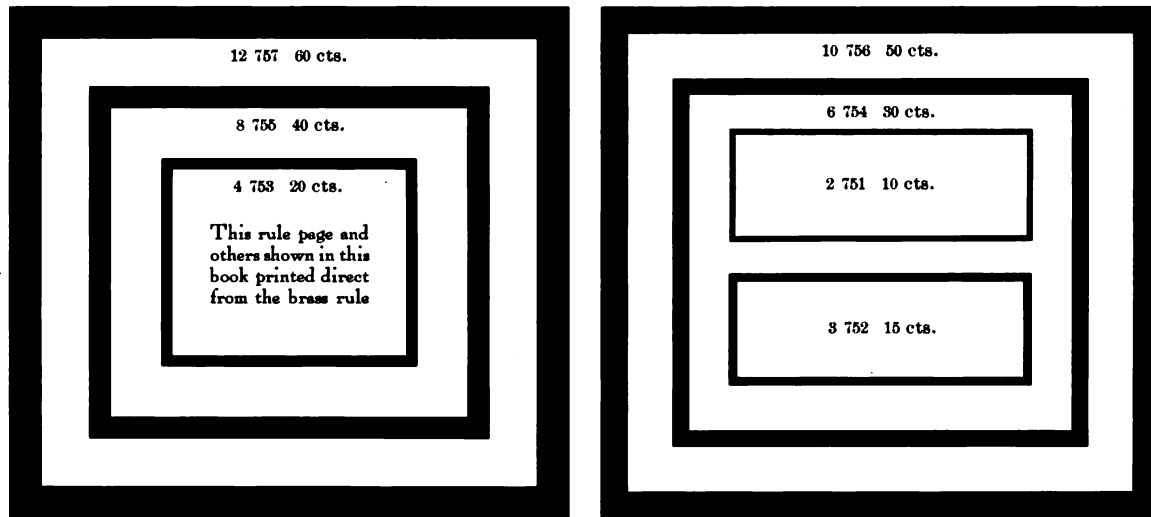 12 757 60 cts.
8 755 40 cts.
4 753 20 cts.
This rule page and
others shown in this
book printed direct
from the brass rule
10 756 50 cts.
6 754 30 cts.
2 751 10 cts.
3 752 15 cts.